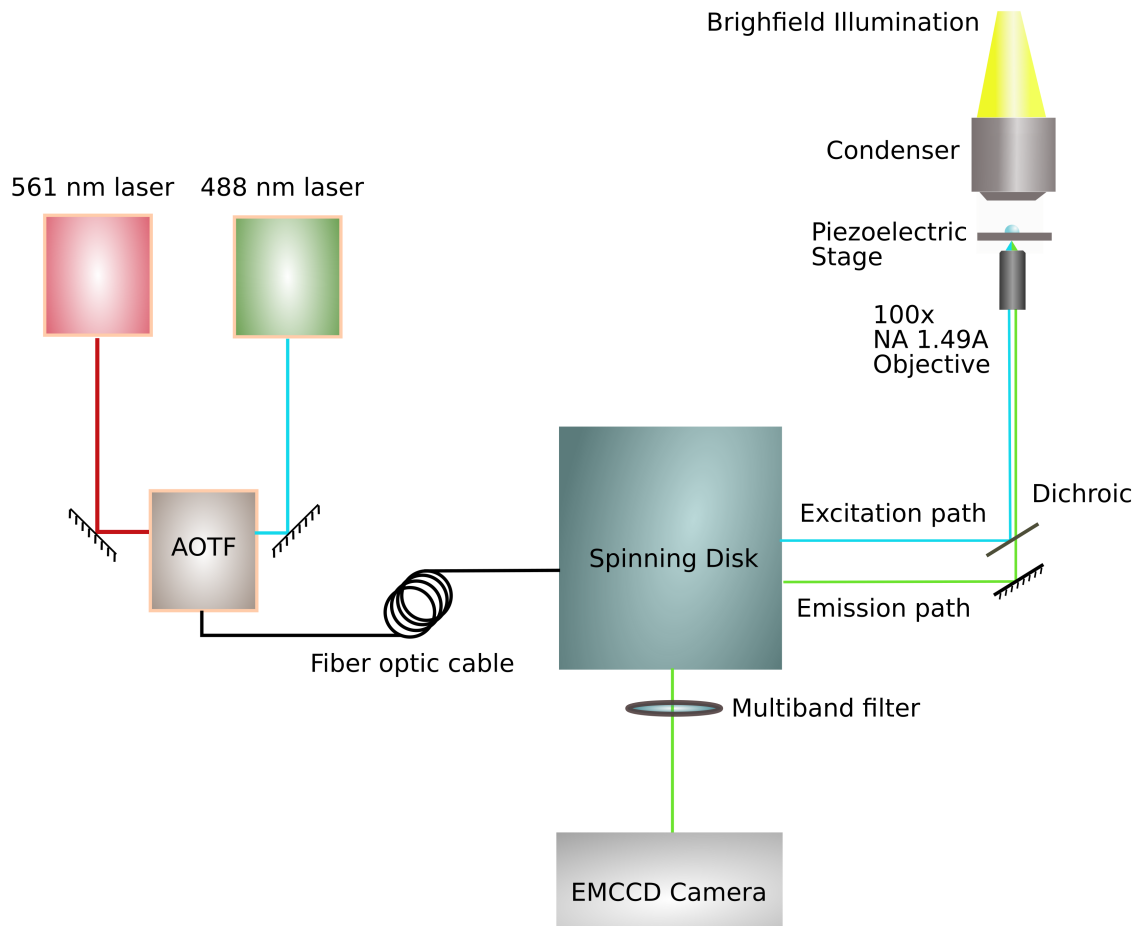 Brighfield Illumination
Condenser
561 nm laser
488 nm laser
Piezoelectric
Stage
100x
NA 1.49A
Objective
Dichroic
Excitation path
AOTF
Spinning Disk
Emission path
Fiber optic cable
Multiband filter
EMCCD Camera